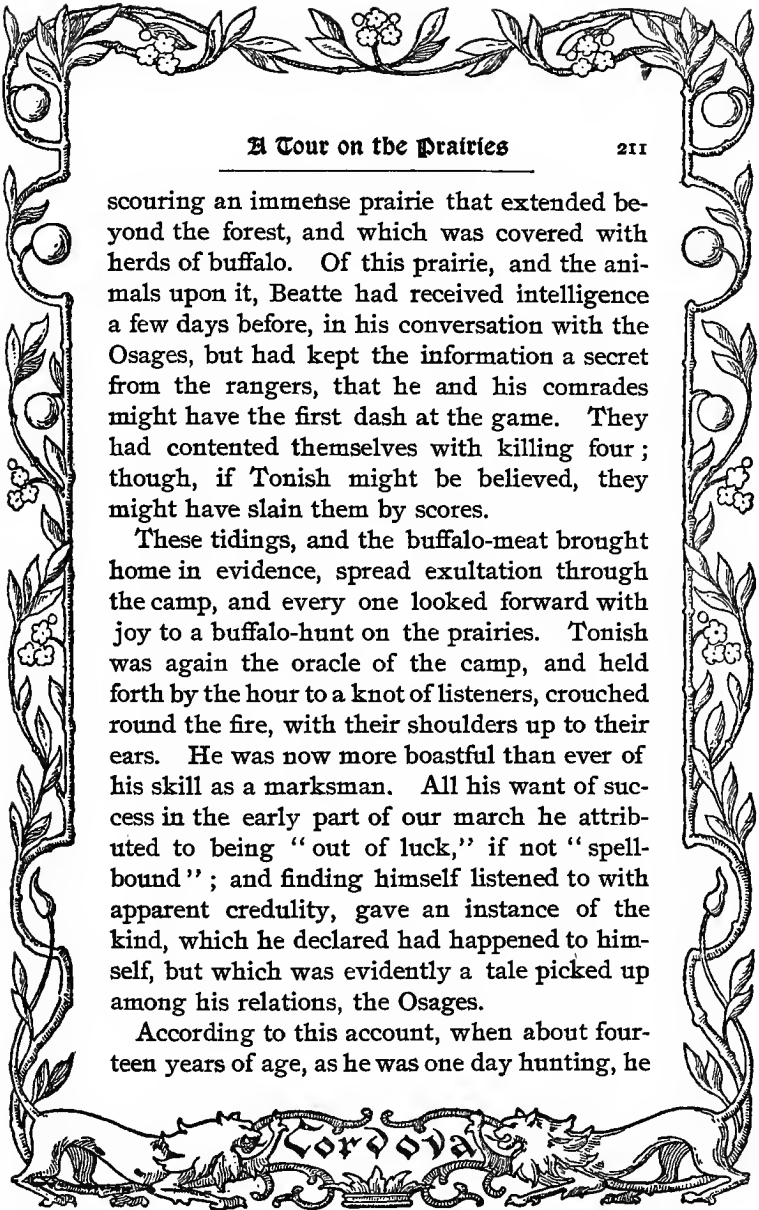 A Tour on the Prairies 211
scouring an immense prairie that extended be-
yond the forest, and which was covered with
herds of buffalo. Of this prairie, and the ani-
mals upon it, Beatte had received intelligence
a few days before, in his conversation with the
Osages, but had kept the information a secret
from the rangers, that he and his comrades
might have the first dash at the game. They
had contented themselves with killing four ;
though, if Tonish might be believed, they
might have slain them by scores.
These tidings, and the buffalo-meat brought
home in evidence, spread exultation through
the camp, and every one looked forward with
joy to a buffalo-hunt on the prairies. Tonish
was again the oracle of the camp, and held
forth by the hour to a knot of listeners, crouched
round the fire, with their shoulders up to their
ears. He was now more boastful than ever of
his skill as a marksman. All his want of suc-
cess in the early part of our march he attrib-
uted to being “ out of luck,” if not “ spell-
bound ” ; and finding himself listened to with
apparent credulity, gave an instance of the
kind, which he declared had happened to him-
self, but which was evidently a tale picked up
among his relations, the Osages.
According to this account, when about four-
teen years of age, as he was one day hunting, he
Cordova